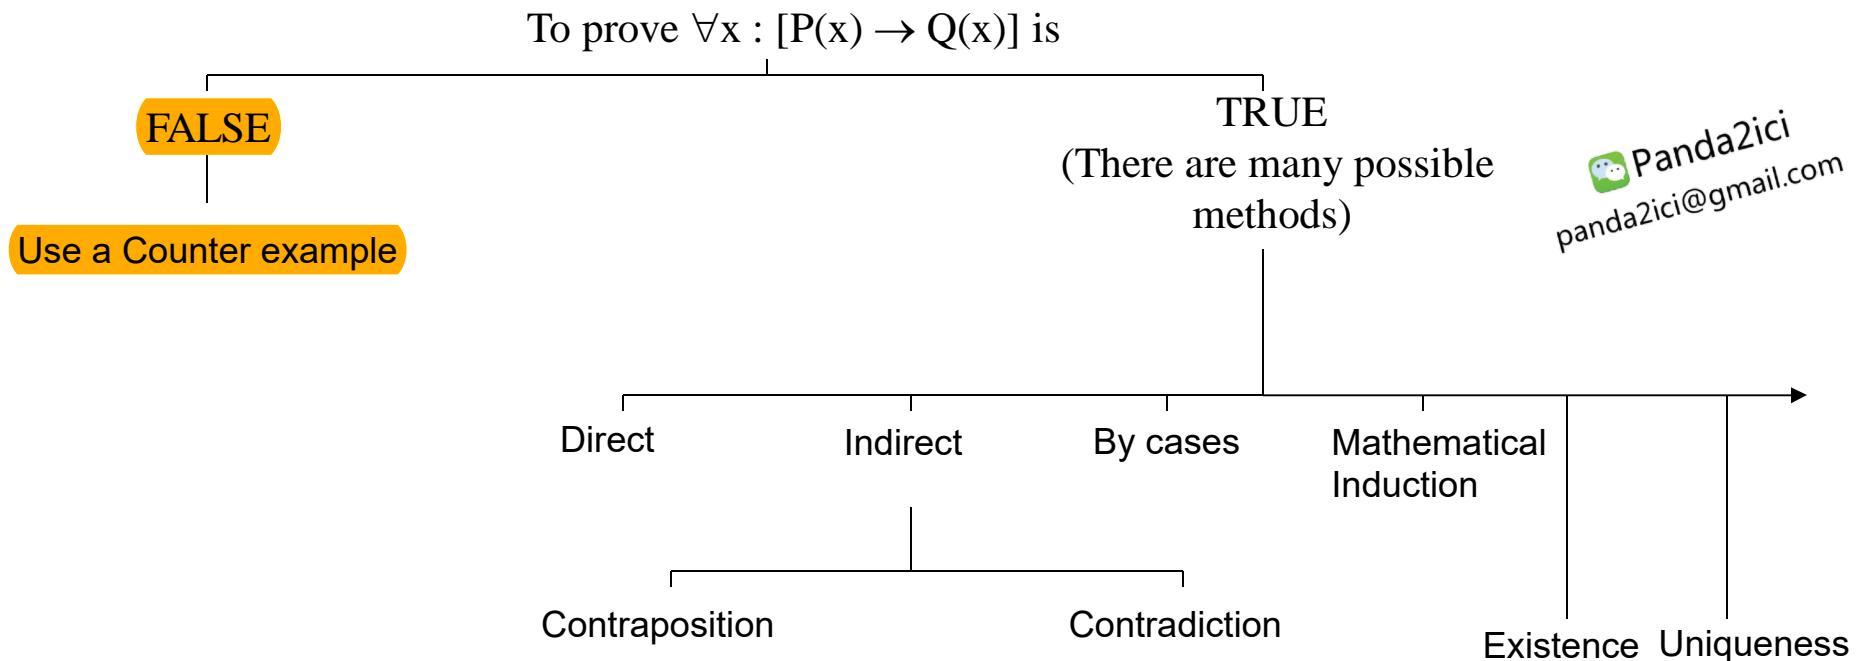 To prove ∀x : [P(x) → Q(x)] is
FALSE
Use a Counter example
TRUE
(There are many possible
methods)
Panda2ici
panda2ici@gmail.com
Direct
Indirect
By cases
Mathematical
Induction
Contraposition
Contradiction
Existence
Uniqueness